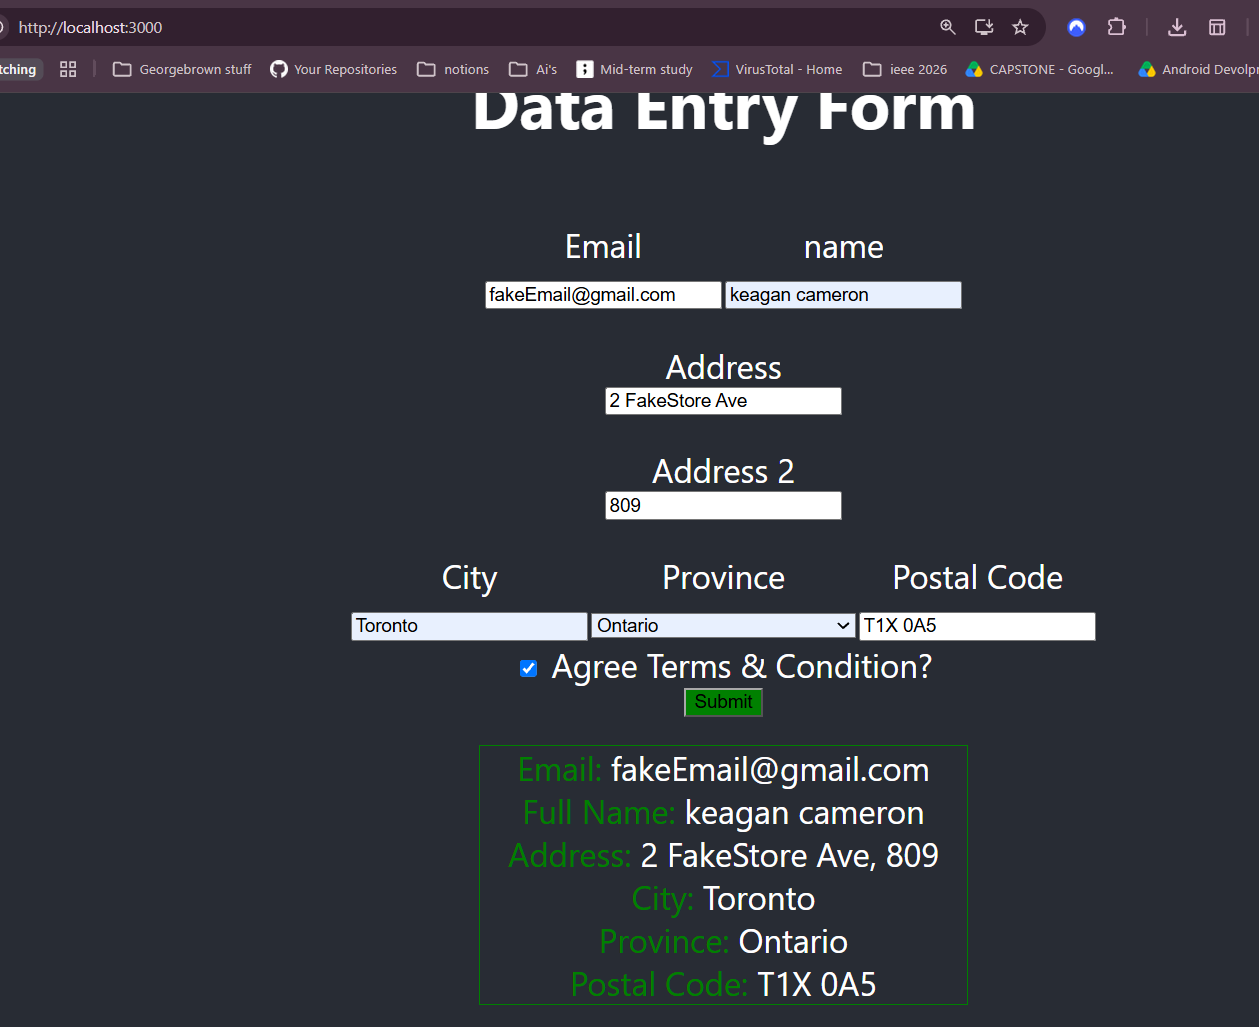 http://localhost:3000
tching Georgebrown stuff Your Repositories notions Ai's Mid-term study VirusTotal - Home ieee 2026 CAPSTONE - Googl... Android Devolpr
Data Entry Form
Email name
fakeEmail@gmail.com keagan cameron
Address
2 FakeStore Ave
Address 2
809
City Province Postal Code
Toronto Ontario T1X 0A5
Agree Terms & Condition?
Submit
Email: fakeEmail@gmail.com
Full Name: keagan cameron
Address: 2 FakeStore Ave, 809
City: Toronto
Province: Ontario
Postal Code: T1X 0A5